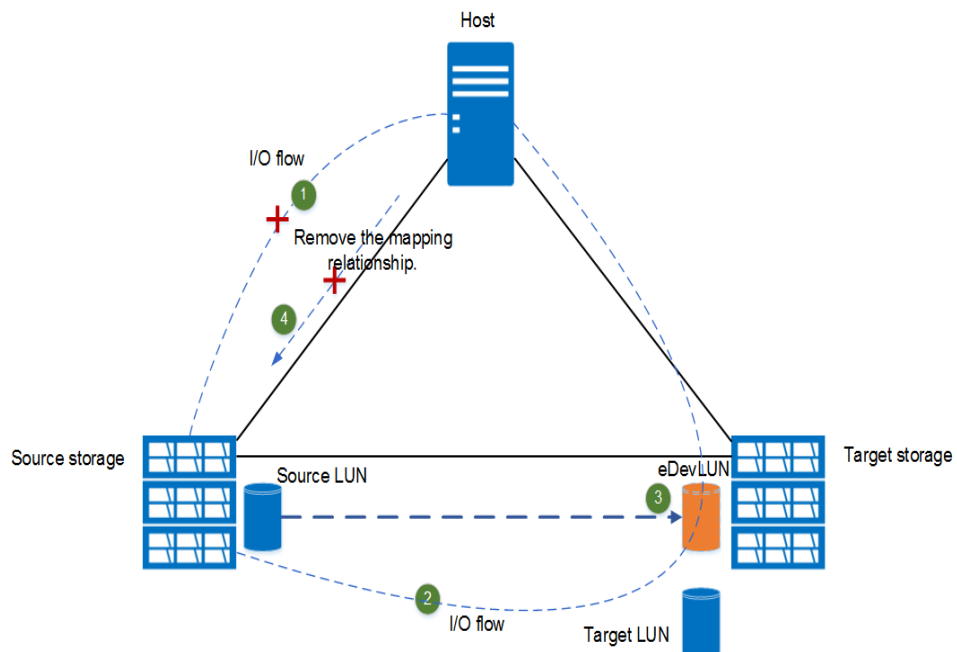 Host
I/O flow
1
Remove the mapping
relationship.
4
Source storage
Source LUN
eDevLUN
Target storage
3
2
I/O flow
Target LUN